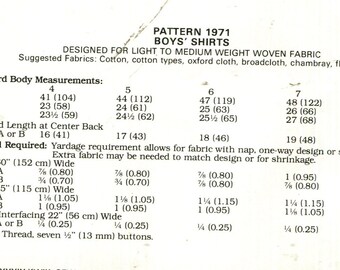 PATTERN 1971
BOYS' SHIRTS
DESIGNED FOR LIGHT TO MEDIUM WEIGHT WOVEN FABRIC
Suggested Fabrics: Cotton, cotton types, oxford cloth, broadcloth, chambray,
Body Measurements:
4 5 6 7
41 (104) 44 (112) 47 (119) 48 (122)
23 (58) 24 (61) 25 (63) 26 (66)
23½ (59) 24½ (62) 25½ (65) 27 (68)
Length at Center Back
A or B 16 (41) 17 (43) 18 (46) 19 (48)
Required: Yardage requirement allows for fabric with nap, one-way design or
Extra fabric may be needed to match design or for shrinkage.
(152 cm) Wide
A ⅞ (0.80) ⅞ (0.80) ⅞ (0.80) 1 (0.95)
B ¾ (0.70) ¾ (0.70) ⅞ (0.80) ⅞ (0.80)
(115 cm) Wide
A 1⅛ (1.05) 1⅛ (1.05) 1⅛ (1.05) 1¼ (1.15)
B 1 (0.95) 1 (0.95) 1 (0.95) 1⅛ (1.05)
Interfacing 22" (56 cm) Wide
A or B ¼ (0.25) ¼ (0.25) ¼ (0.25) ¼ (0.25)
Thread, seven ½" (13 mm) buttons.